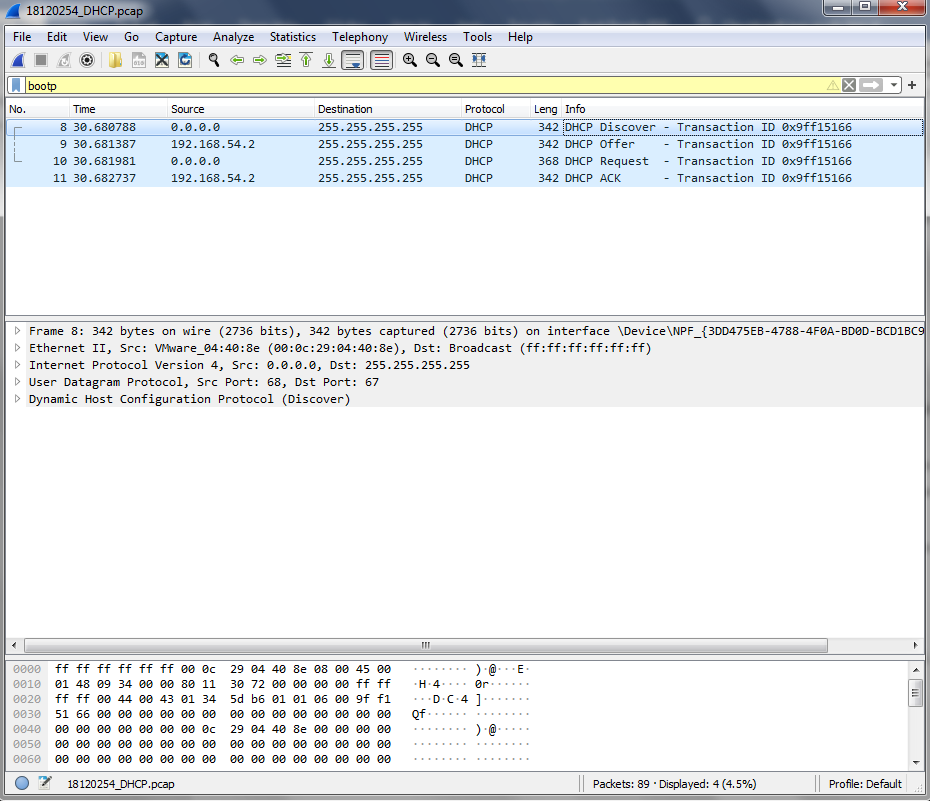 18120254_DHCP.pcap
File Edit View Go Capture Analyze Statistics Telephony Wireless Tools Help
bootp
No. Time Source Destination Protocol Leng Info
8 30.680788 0.0.0.0 255.255.255.255 DHCP 342 DHCP Discover - Transaction ID 0x9ff15166
9 30.681387 192.168.54.2 255.255.255.255 DHCP 342 DHCP Offer - Transaction ID 0x9ff15166
10 30.681981 0.0.0.0 255.255.255.255 DHCP 368 DHCP Request - Transaction ID 0x9ff15166
11 30.682737 192.168.54.2 255.255.255.255 DHCP 342 DHCP ACK - Transaction ID 0x9ff15166
Frame 8: 342 bytes on wire (2736 bits), 342 bytes captured (2736 bits) on interface \Device\NPF_{3DD475EB-4788-4F0A-BD0D-BCD1BC9
Ethernet II, Src: VMware_04:40:8e (00:0c:29:04:40:8e), Dst: Broadcast (ff:ff:ff:ff:ff:ff)
Internet Protocol Version 4, Src: 0.0.0.0, Dst: 255.255.255.255
User Datagram Protocol, Src Port: 68, Dst Port: 67
Dynamic Host Configuration Protocol (Discover)
0000 ff ff ff ff ff ff 00 0c 29 04 40 8e 08 00 45 00 ········ )·@···E·
0010 01 48 09 34 00 00 80 11 30 72 00 00 00 00 ff ff ·H·4···· 0r······
0020 ff ff 00 44 00 43 01 34 5d b6 01 01 06 00 9f f1 ···D·C·4 ]·······
0030 51 66 00 00 00 00 00 00 00 00 00 00 00 00 00 00 Qf······ ········
0040 00 00 00 00 00 00 00 0c 29 04 40 8e 00 00 00 00 ········ )·@·····
0050 00 00 00 00 00 00 00 00 00 00 00 00 00 00 00 00 ········ ········
0060 00 00 00 00 00 00 00 00 00 00 00 00 00 00 00 00 ········ ········
18120254_DHCP.pcap Packets: 89 · Displayed: 4 (4.5%) Profile: Default